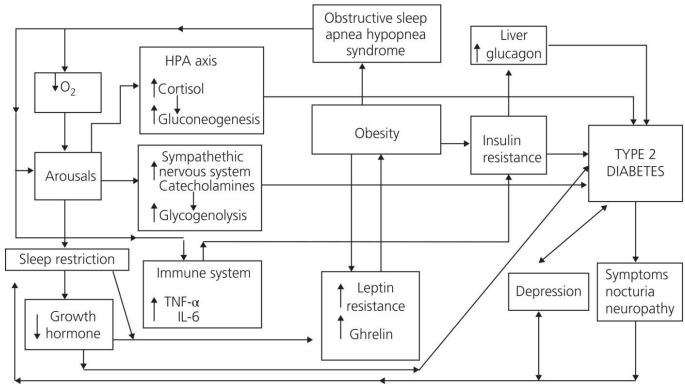 Obstructive sleep
apnea hypopnea
syndrome
Liver
glucagon
HPA axis
Cortisol
Gluconeogenesis
O2
Obesity
Insulin
resistance
TYPE 2
DIABETES
Arousals
Sympathethic
nervous system
Catecholamines
Glycogenolysis
Sleep restriction
Immune system
TNF-α
IL-6
Leptin
resistance
Ghrelin
Depression
Symptoms
nocturia
neuropathy
Growth
hormone